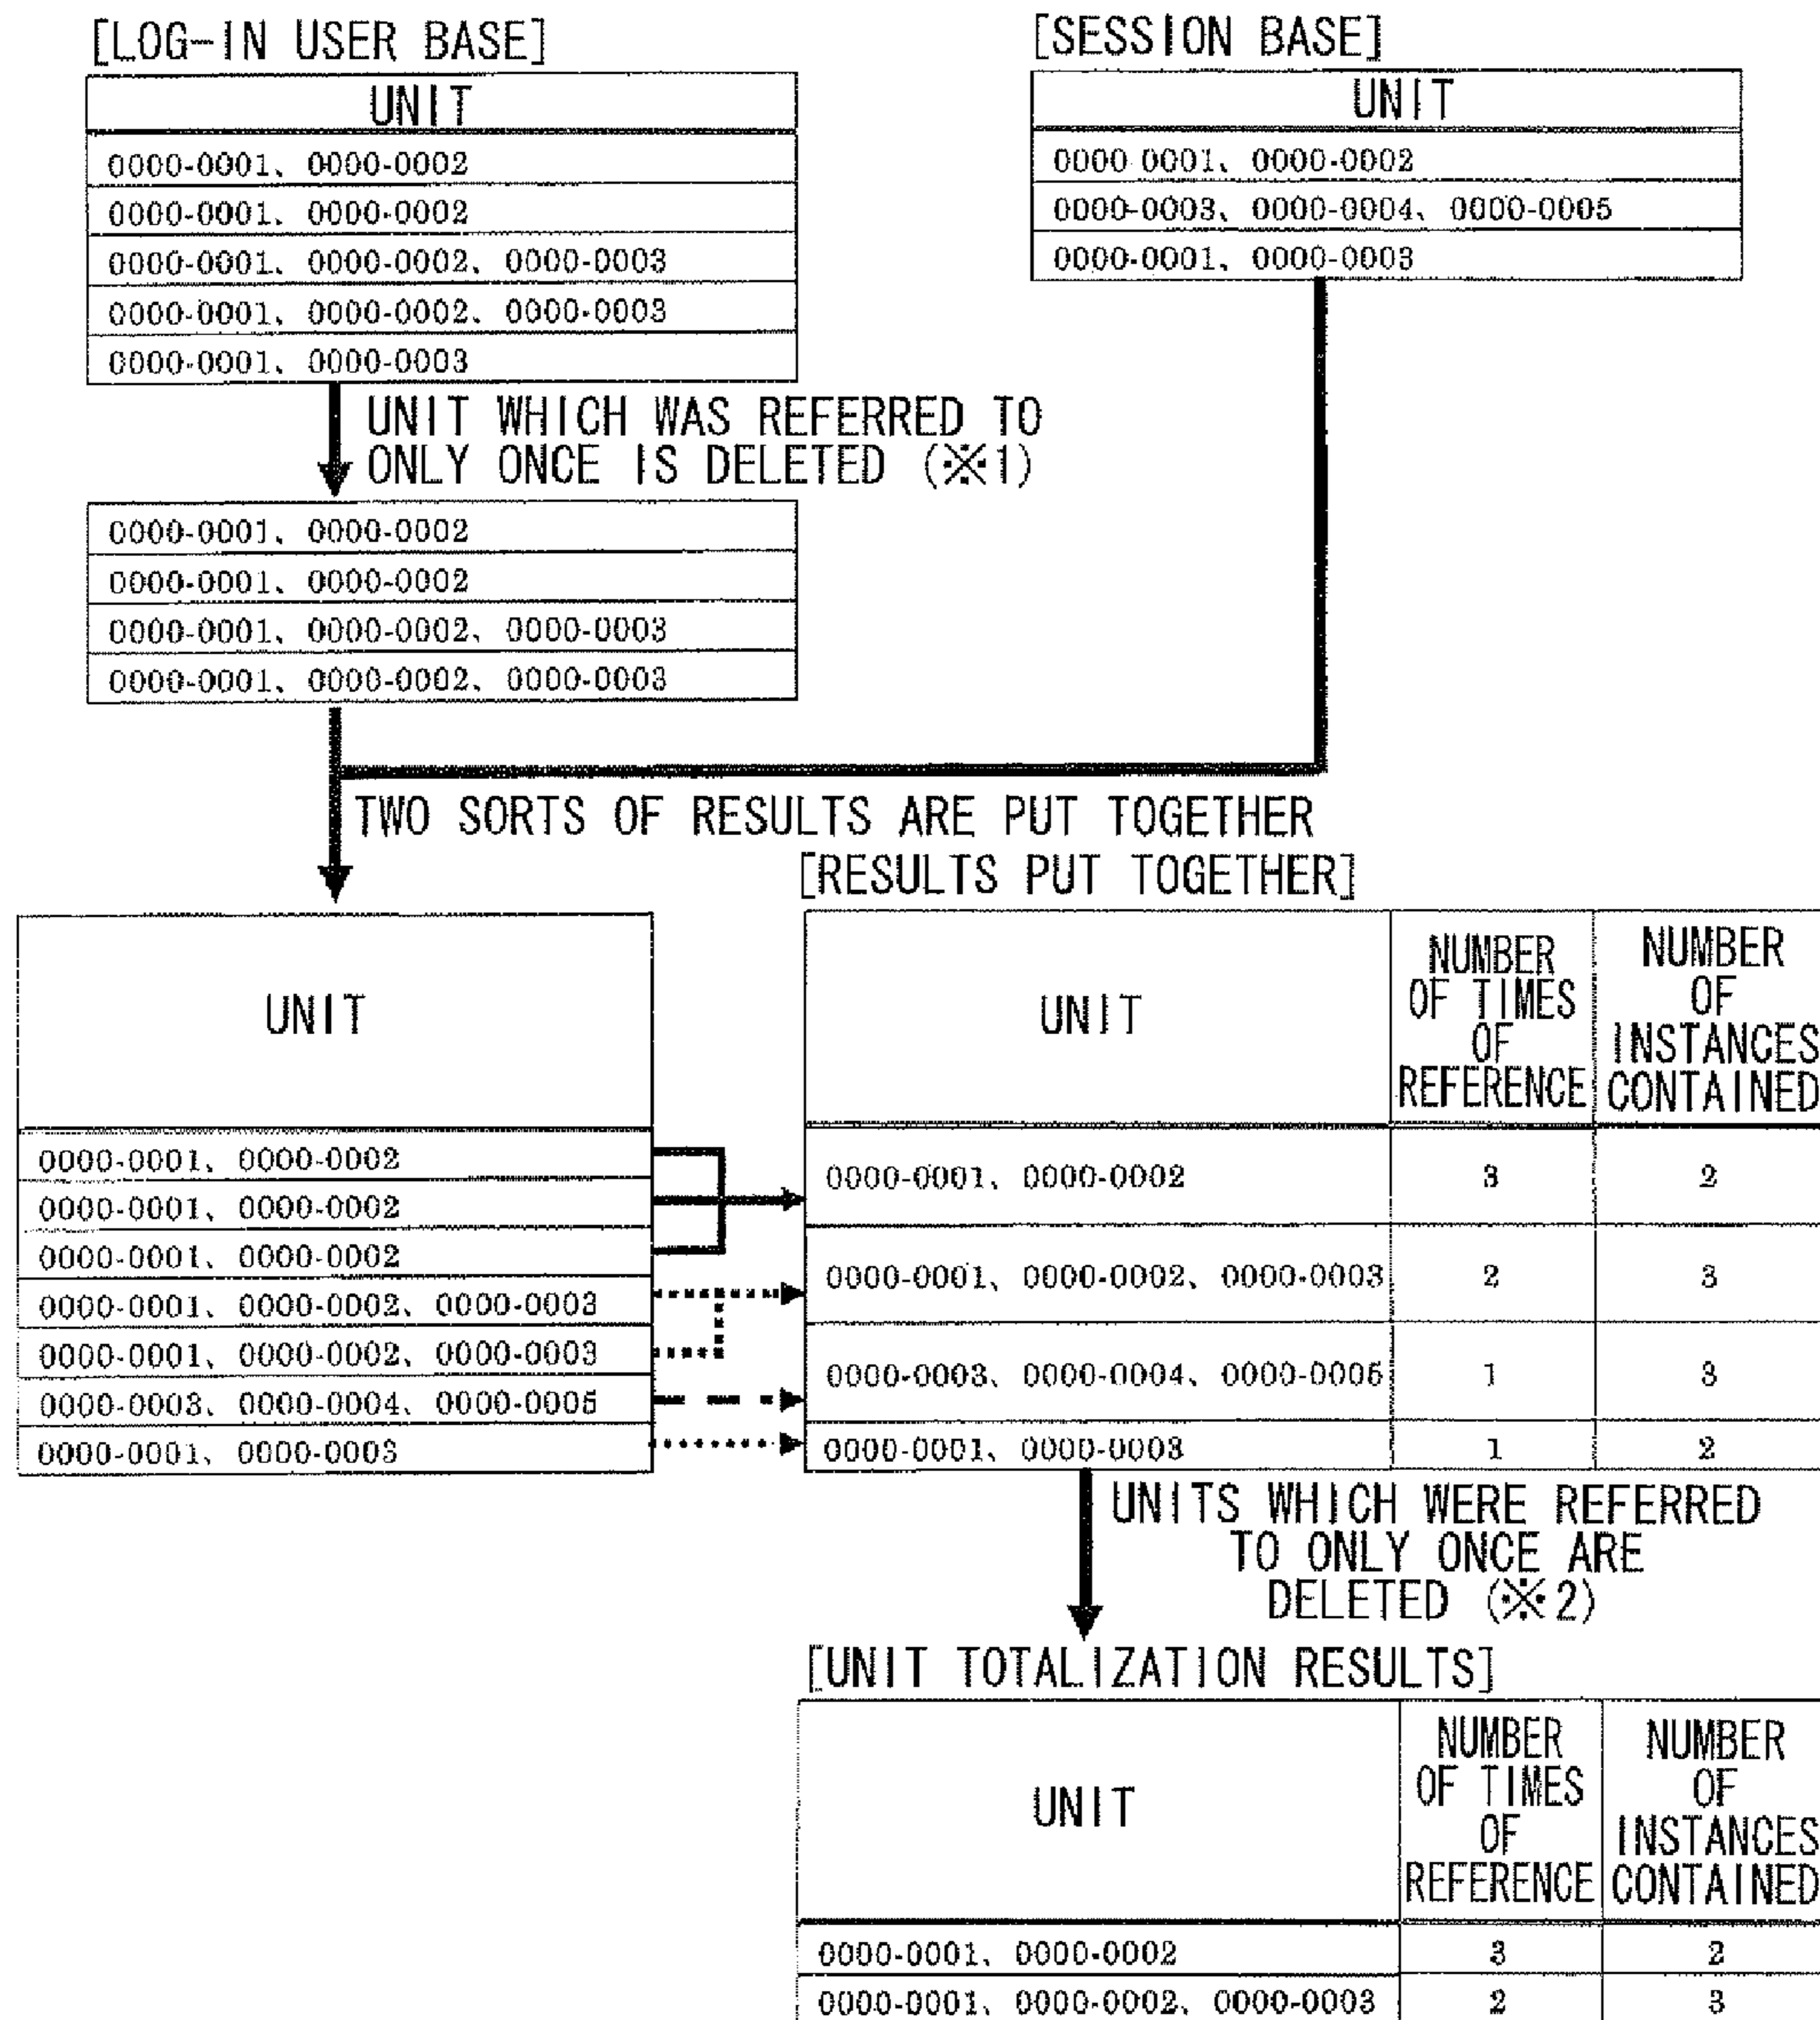 [LOG-IN USER BASE]
UNIT
0000-0001、0000-0002
0000-0001、0000-0002
0000-0001、0000-0002、0000-0003
0000-0001、0000-0002、0000-0003
0000-0001、0000-0003
[SESSION BASE]
UNIT
0000-0001、0000-0002
0000-0003、0000-0004、0000-0005
0000-0001、0000-0003
UNIT WHICH WAS REFERRED TO
ONLY ONCE IS DELETED (※1)
0000-0001、0000-0002
0000-0001、0000-0002
0000-0001、0000-0002、0000-0003
0000-0001、0000-0002、0000-0003
TWO SORTS OF RESULTS ARE PUT TOGETHER
UNIT
0000-0001、0000-0002
0000-0001、0000-0002
0000-0001、0000-0002
0000-0001、0000-0002、0000-0003
0000-0001、0000-0002、0000-0003
0000-0003、0000-0004、0000-0005
0000-0001、0000-0003
[RESULTS PUT TOGETHER]
UNIT
NUMBER
OF TIMES
OF
REFERENCE
NUMBER
OF
INSTANCES
CONTAINED
0000-0001、0000-0002 3 2
0000-0001、0000-0002、0000-0003 2 3
0000-0003、0000-0004、0000-0005 1 3
0000-0001、0000-0003 1 2
UNITS WHICH WERE REFERRED
TO ONLY ONCE ARE
DELETED (※2)
[UNIT TOTALIZATION RESULTS]
UNIT
NUMBER
OF TIMES
OF
REFERENCE
NUMBER
OF
INSTANCES
CONTAINED
0000-0001、0000-0002 3 2
0000-0001、0000-0002、0000-0003 2 3